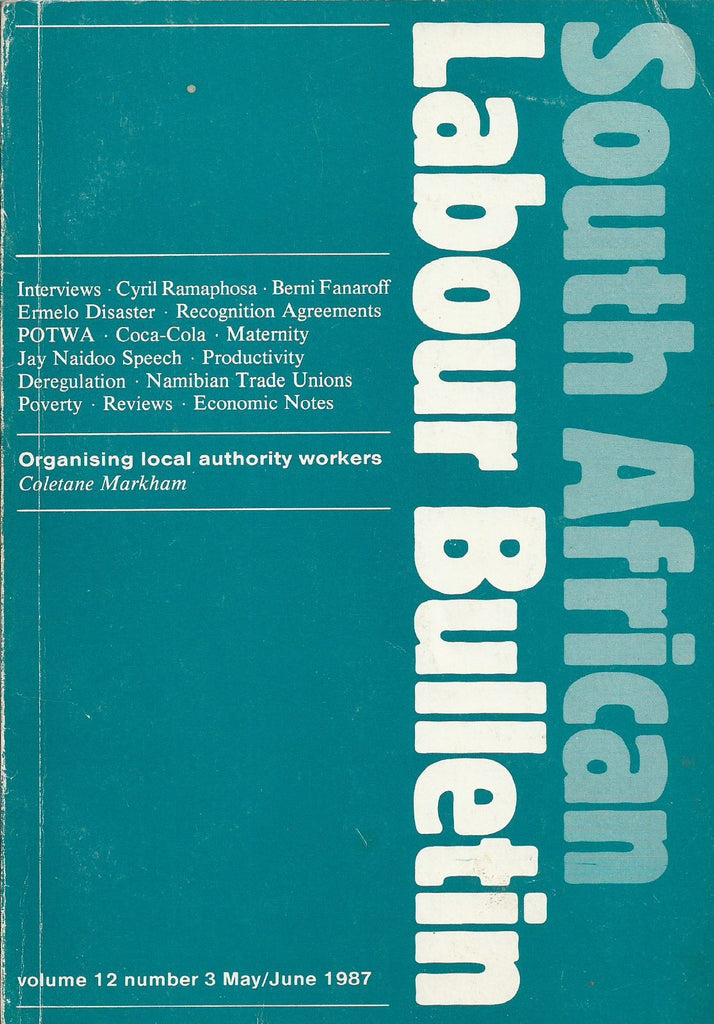 South African
Labour Bulletin
Interviews · Cyril Ramaphosa · Berni Fanaroff
Ermelo Disaster · Recognition Agreements
POTWA · Coca-Cola · Maternity
Jay Naidoo Speech · Productivity
Deregulation · Namibian Trade Unions
Poverty · Reviews · Economic Notes
Organising local authority workers
Coletane Markham
volume 12 number 3 May/June 1987